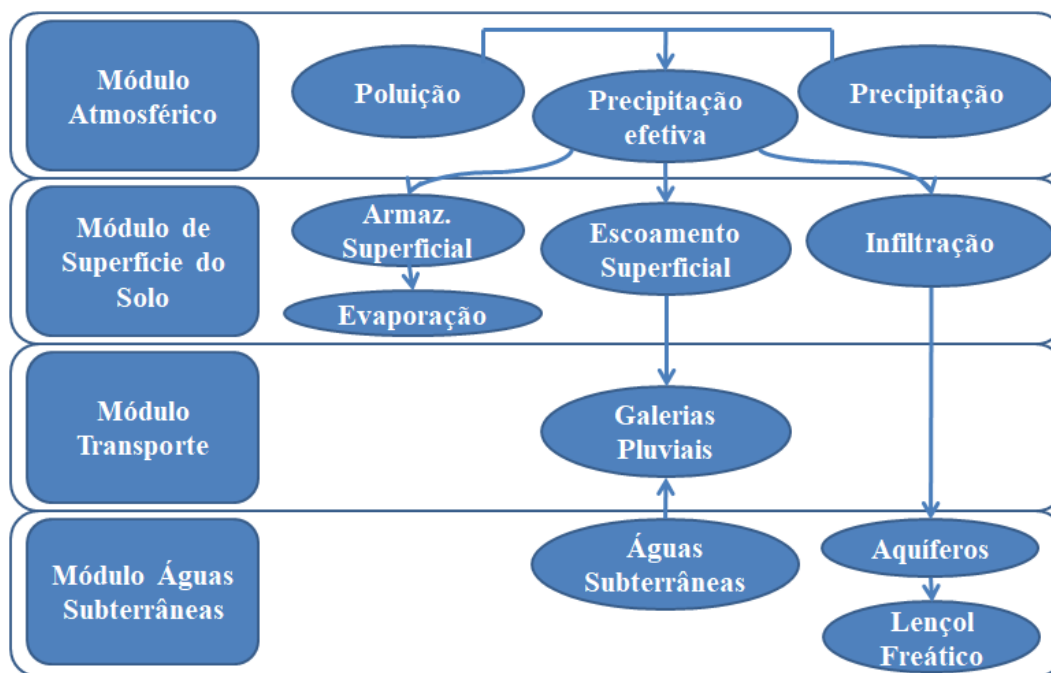 Módulo
Atmosférico
Poluição
Precipitação
efetiva
Precipitação
Módulo de
Superfície do
Solo
Armaz.
Superficial
Evaporação
Escoamento
Superficial
Infiltração
Módulo
Transporte
Galerias
Pluviais
Módulo Águas
Subterrâneas
Águas
Subterrâneas
Aquíferos
Lençol
Freático